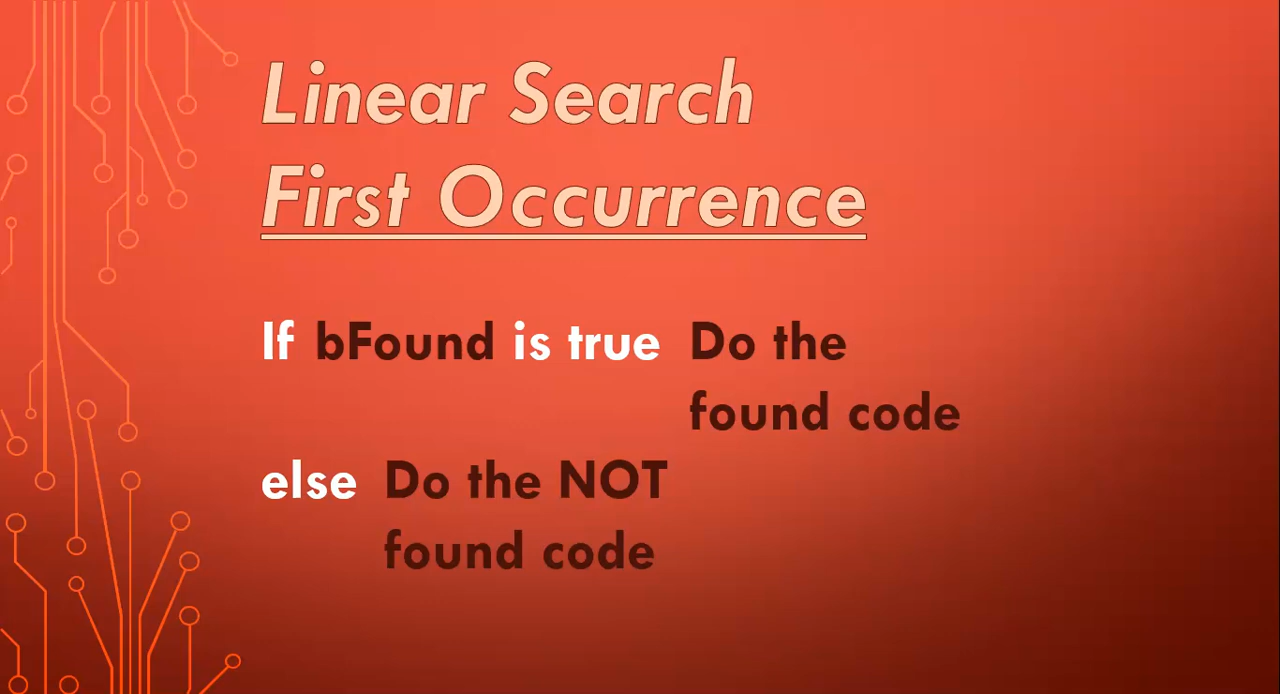 Linear Search
First Occurrence
If bFound is true Do the
found code
else Do the NOT
found code